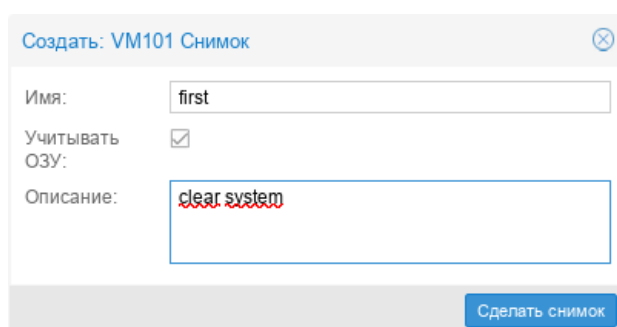 Создать: VM101 Снимок
Имя: first
Учитывать
ОЗУ:
Описание: clear system
Сделать снимок